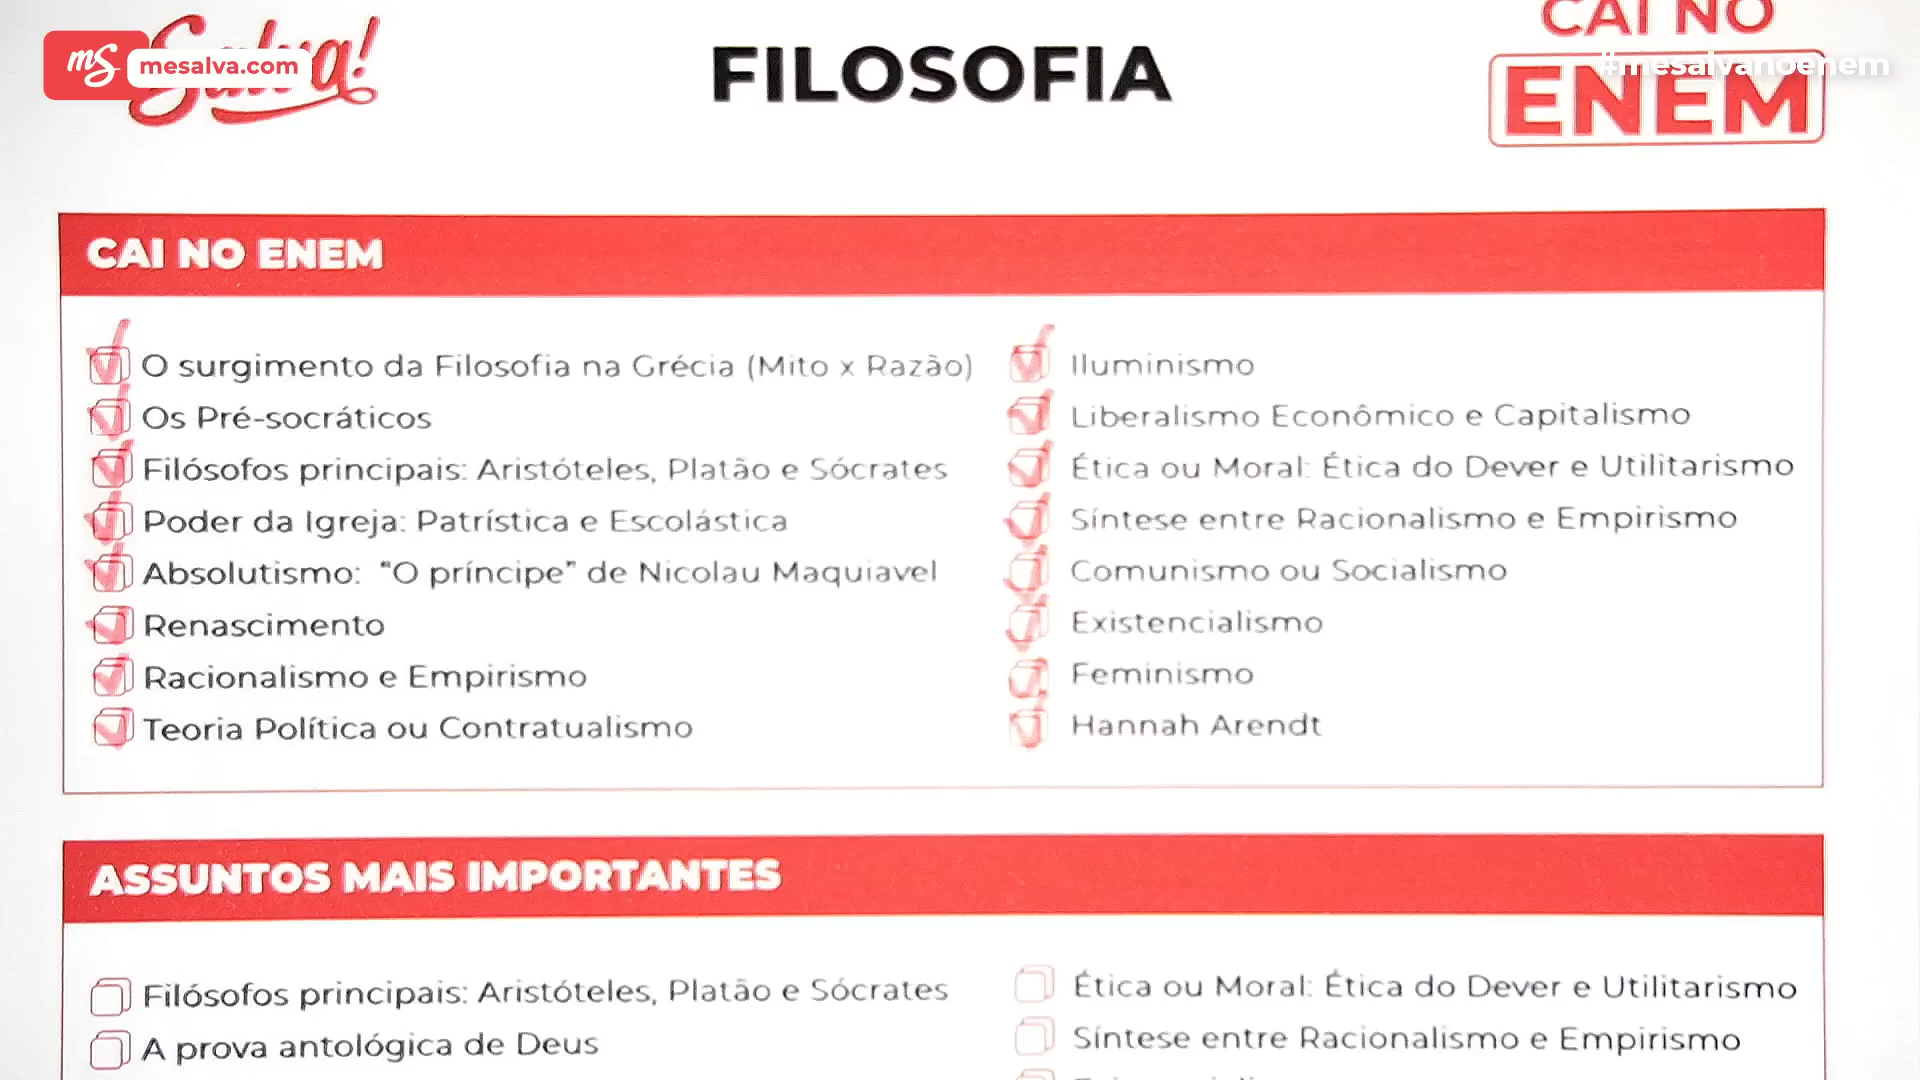 Salva!
ms
mesalva.com
FILOSOFIA
CAI NO
ENEM
#mesalvanoenem
CAI NO ENEM
O surgimento da Filosofia na Grécia (Mito x Razão)
Os Pré-socráticos
Filósofos principais: Aristóteles, Platão e Sócrates
Poder da Igreja: Patrística e Escolástica
Absolutismo: “O príncipe” de Nicolau Maquiavel
Renascimento
Racionalismo e Empirismo
Teoria Política ou Contratualismo
Iluminismo
Liberalismo Econômico e Capitalismo
Ética ou Moral: Ética do Dever e Utilitarismo
Síntese entre Racionalismo e Empirismo
Comunismo ou Socialismo
Existencialismo
Feminismo
Hannah Arendt
ASSUNTOS MAIS IMPORTANTES
Filósofos principais: Aristóteles, Platão e Sócrates
A prova antológica de Deus
Ética ou Moral: Ética do Dever e Utilitarismo
Síntese entre Racionalismo e Empirismo